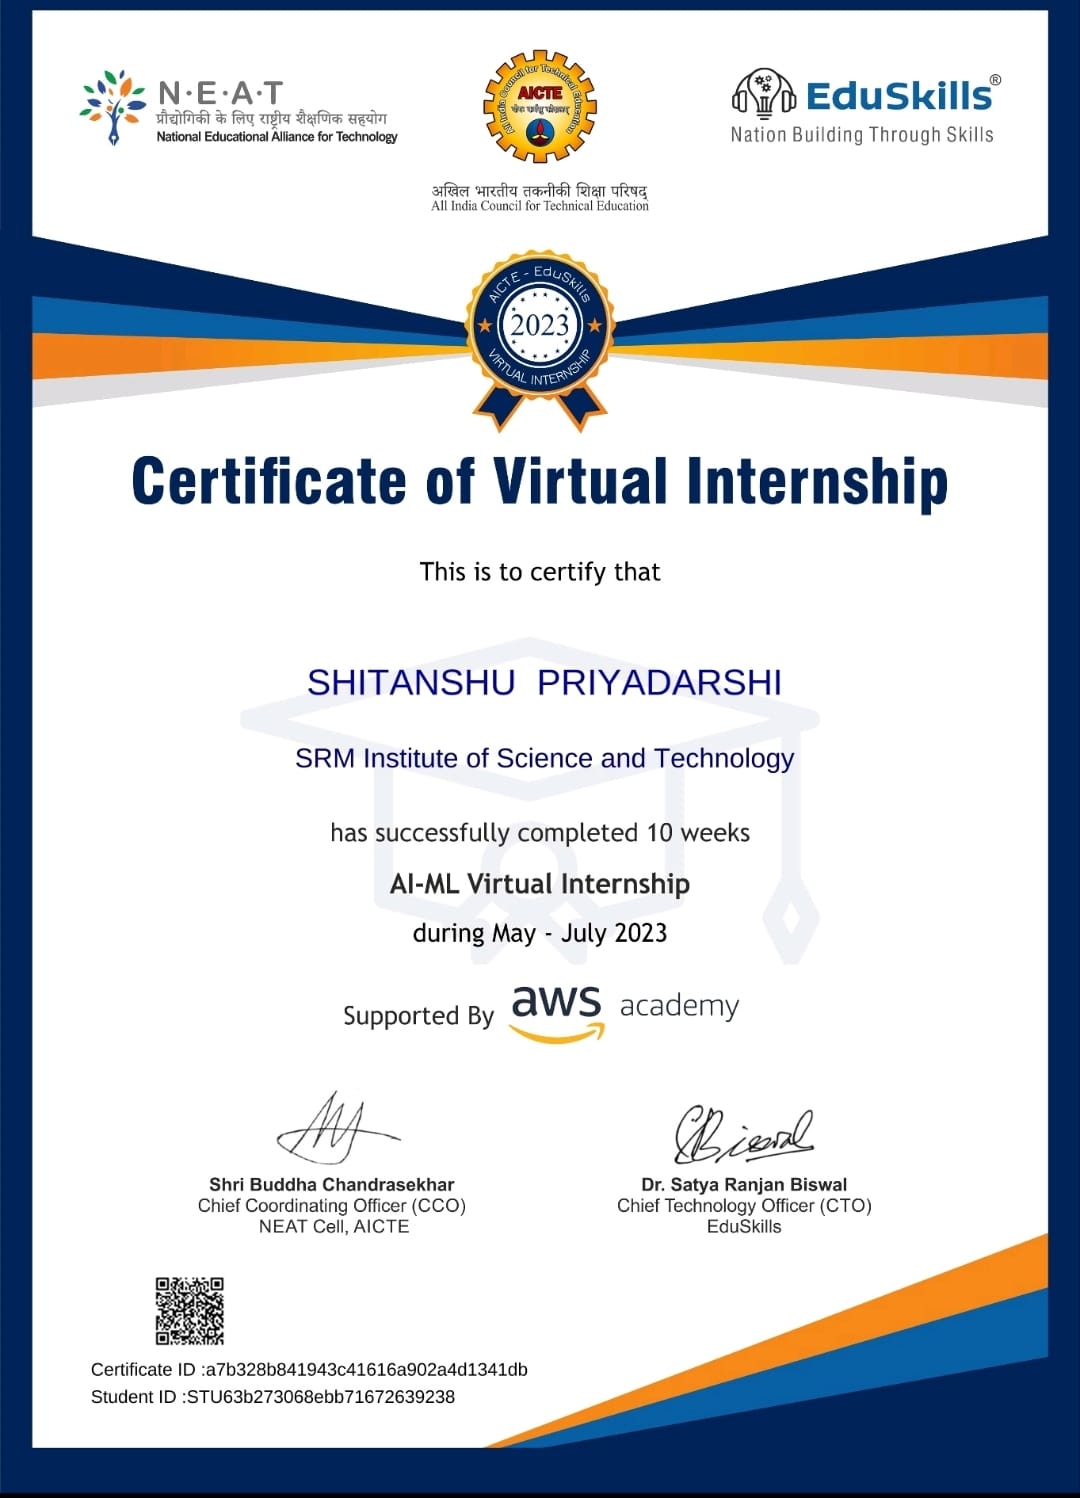 N·E·A·T
प्रौद्योगिकी के लिए राष्ट्रीय शैक्षणिक सहयोग
National Educational Alliance for Technology
All India Council for Technical Education
AICTE
अखिल भारतीय तकनीकी शिक्षा परिषद्
All India Council for Technical Education
EduSkills®
Nation Building Through Skills
AICTE - EduSkills
2023
VIRTUAL INTERNSHIP
Certificate of Virtual Internship
This is to certify that
SHITANSHU PRIYADARSHI
SRM Institute of Science and Technology
has successfully completed 10 weeks
AI-ML Virtual Internship
during May - July 2023
Supported By aws academy
Shri Buddha Chandrasekhar
Chief Coordinating Officer (CCO)
NEAT Cell, AICTE
SRBiswal
Dr. Satya Ranjan Biswal
Chief Technology Officer (CTO)
EduSkills
Certificate ID :a7b328b841943c41616a902a4d1341db
Student ID :STU63b273068ebb71672639238